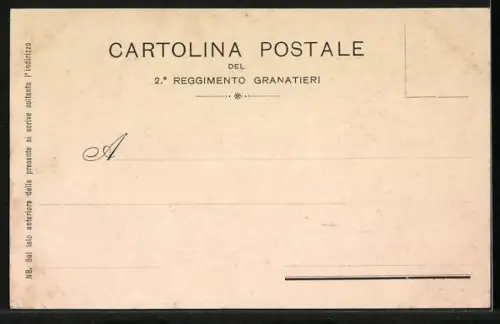 CARTOLINA POSTALE
DEL
2.º REGGIMENTO GRANATIERI
A
NB. Sul lato anteriore della presente si scrive soltanto l'indirizzo